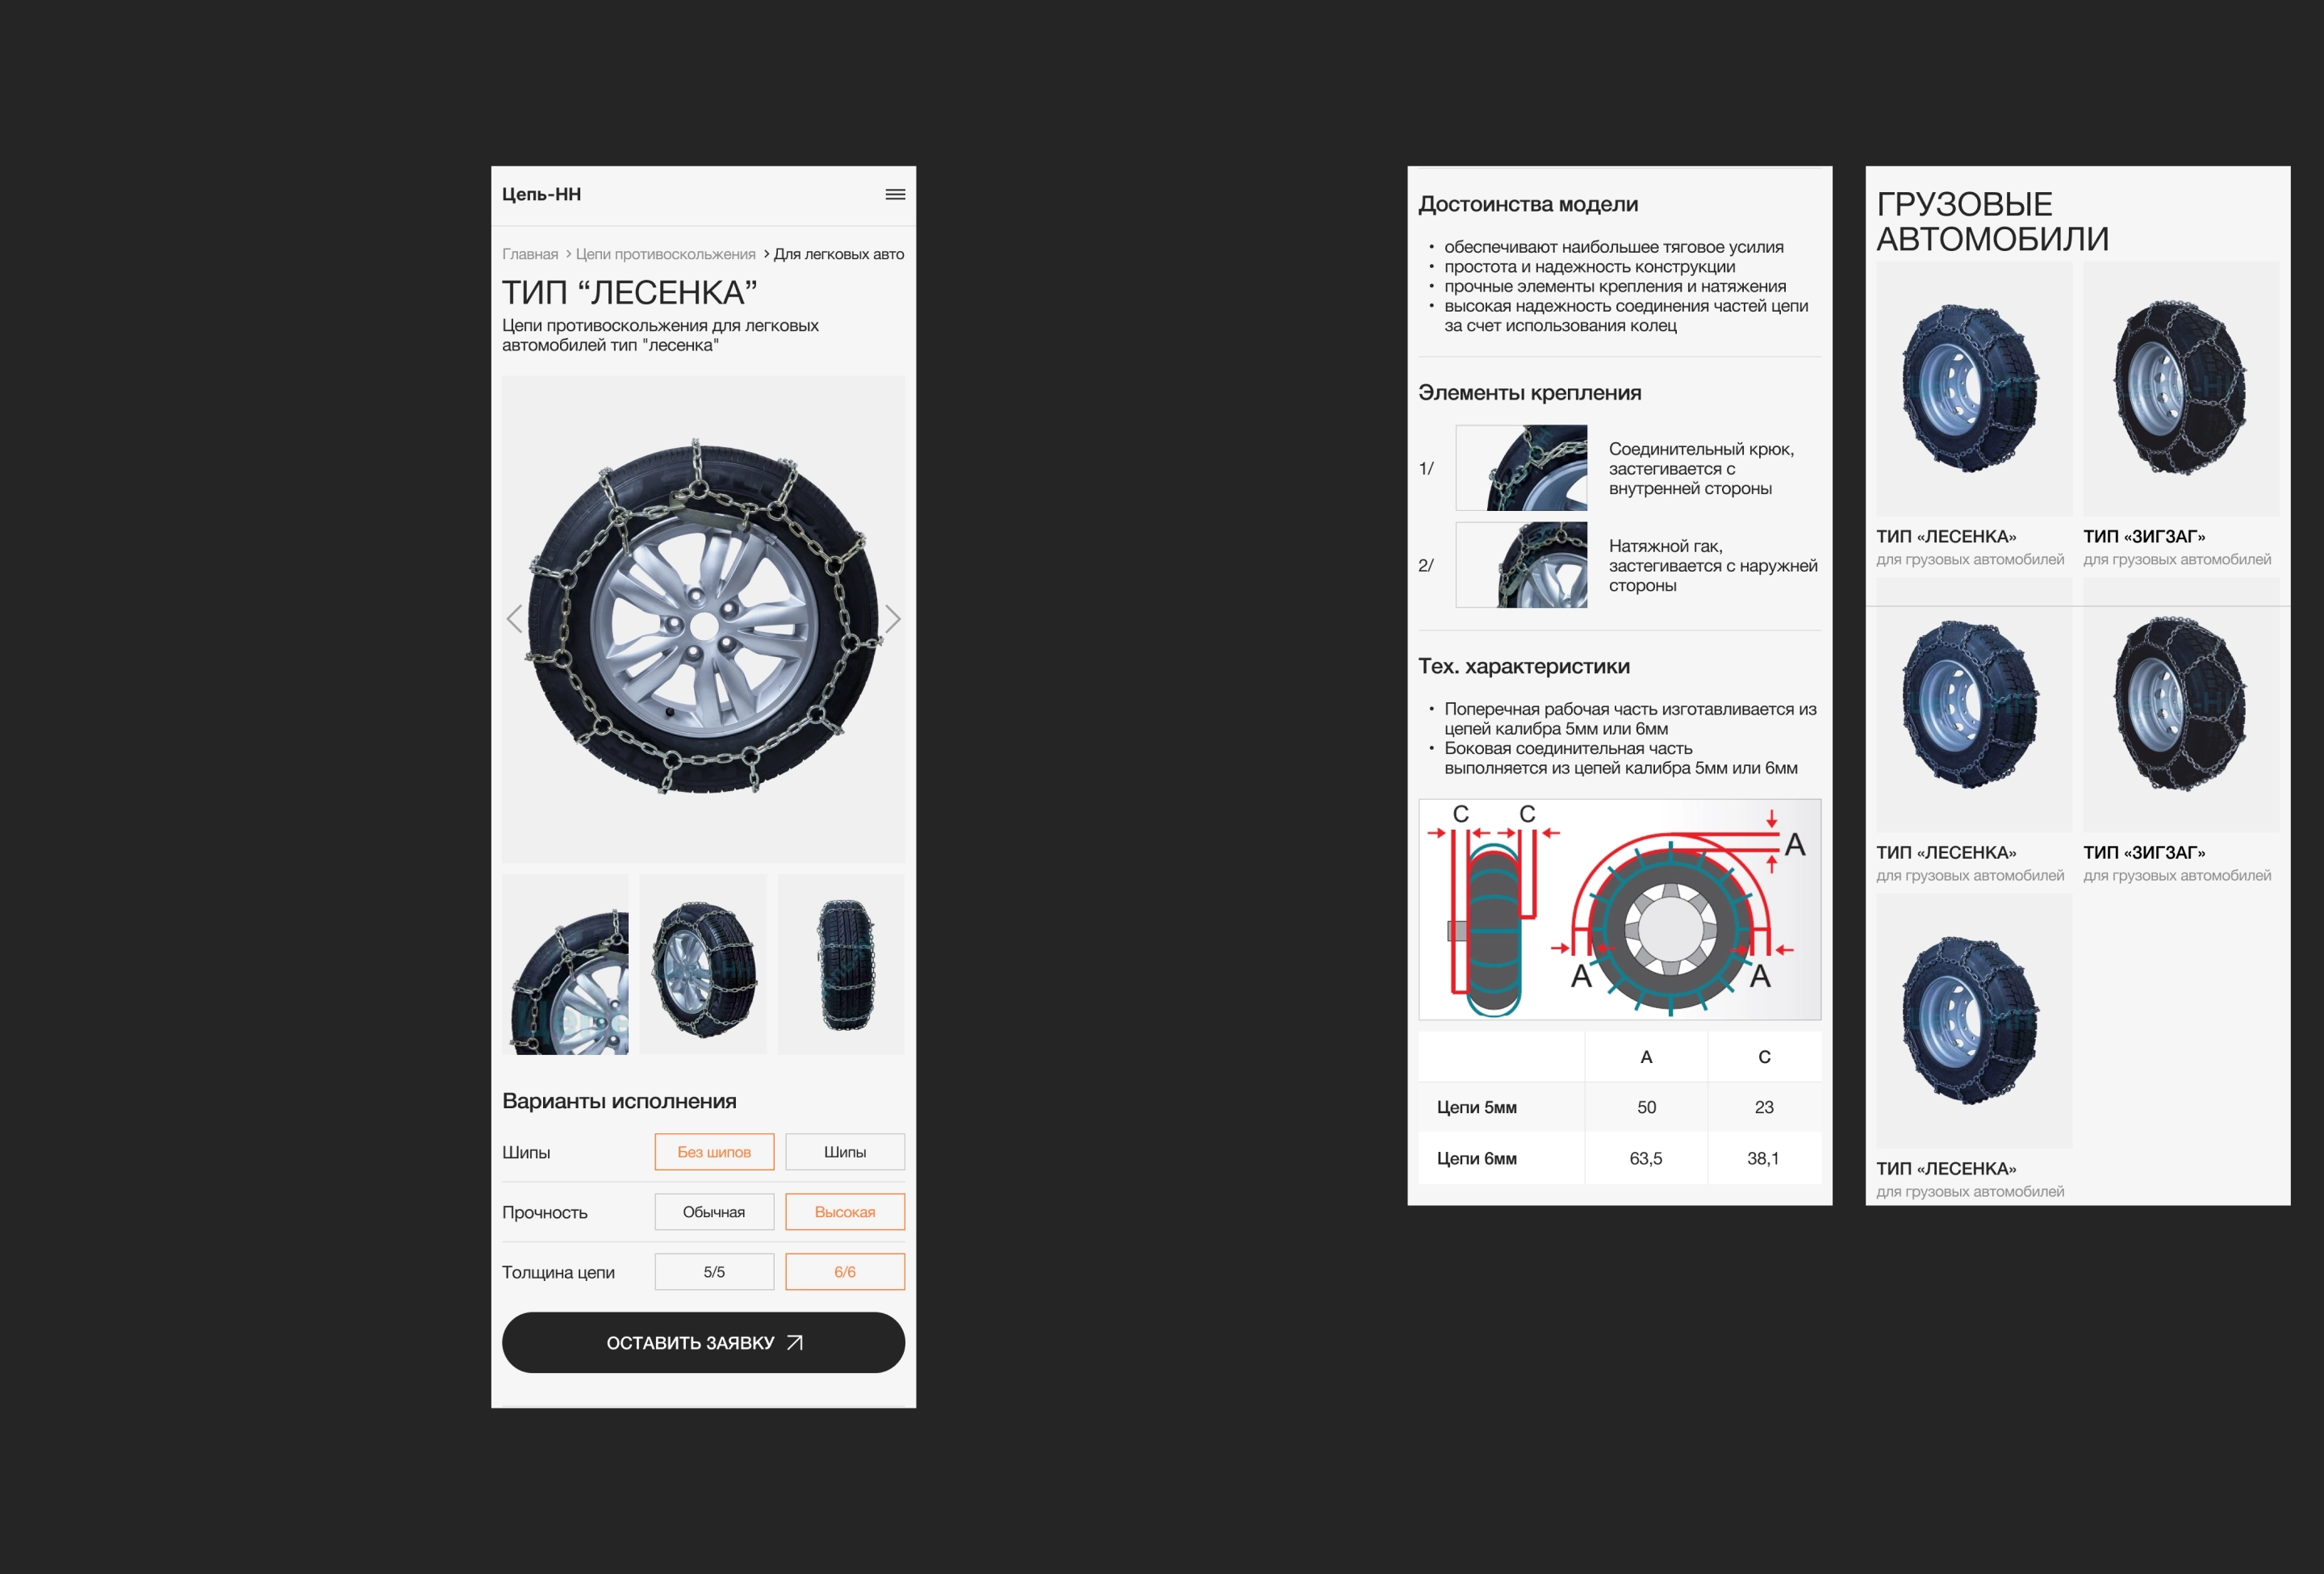 Цепь-НН
Главная > Цепи противоскольжения > Для легковых авто
ТИП “ЛЕСЕНКА”
Цепи противоскольжения для легковых
автомобилей тип "лесенка"
Варианты исполнения
Шипы Без шипов Шипы
Прочность Обычная Высокая
Толщина цепи 5/5 6/6
ОСТАВИТЬ ЗАЯВКУ
Достоинства модели
• обеспечивают наибольшее тяговое усилия
• простота и надежность конструкции
• прочные элементы крепления и натяжения
• высокая надежность соединения частей цепи
за счет использования колец
Элементы крепления
1/ Соединительный крюк,
застегивается с
внутренней стороны
2/ Натяжной гак,
застегивается с наружней
стороны
Тех. характеристики
• Поперечная рабочая часть изготавливается из
цепей калибра 5мм или 6мм
• Боковая соединительная часть
выполняется из цепей калибра 5мм или 6мм
C C
A
A A
A C
Цепи 5мм 50 23
Цепи 6мм 63,5 38,1
ГРУЗОВЫЕ
АВТОМОБИЛИ
ТИП «ЛЕСЕНКА» ТИП «ЗИГЗАГ»
для грузовых автомобилей для грузовых автомобилей
ТИП «ЛЕСЕНКА» ТИП «ЗИГЗАГ»
для грузовых автомобилей для грузовых автомобилей
ТИП «ЛЕСЕНКА»
для грузовых автомобилей